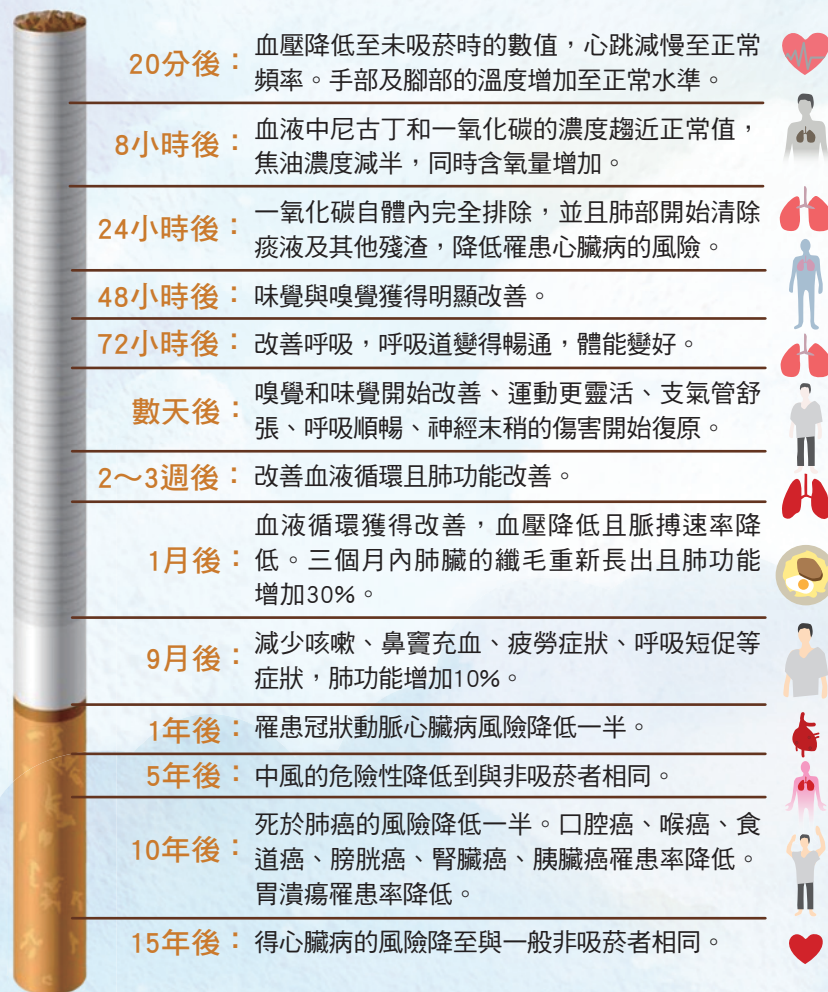 20分後：血壓降低至未吸菸時的數值，心跳減慢至正常
頻率。手部及腳部的溫度增加至正常水準。
8小時後：血液中尼古丁和一氧化碳的濃度趨近正常值，
焦油濃度減半，同時含氧量增加。
24小時後：一氧化碳自體內完全排除，並且肺部開始清除
痰液及其他殘渣，降低罹患心臟病的風險。
48小時後：味覺與嗅覺獲得明顯改善。
72小時後：改善呼吸，呼吸道變得暢通，體能變好。
數天後：嗅覺和味覺開始改善、運動更靈活、支氣管舒
張、呼吸順暢、神經末稍的傷害開始復原。
2～3週後：改善血液循環且肺功能改善。
1月後：血液循環獲得改善，血壓降低且脈搏速率降
低。三個月內肺臟的纖毛重新長出且肺功能
增加30%。
9月後：減少咳嗽、鼻竇充血、疲勞症狀、呼吸短促等
症狀，肺功能增加10%。
1年後：罹患冠狀動脈心臟病風險降低一半。
5年後：中風的危險性降低到與非吸菸者相同。
10年後：死於肺癌的風險降低一半。口腔癌、喉癌、食
道癌、膀胱癌、腎臟癌、胰臟癌罹患率降低。
胃潰瘍罹患率降低。
15年後：得心臟病的風險降至與一般非吸菸者相同。